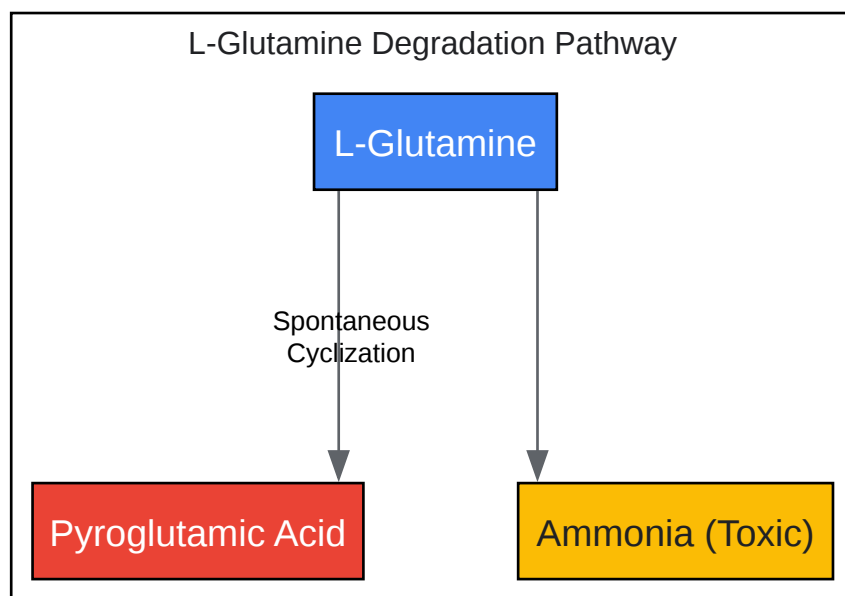 L-Glutamine Degradation Pathway
L-Glutamine
Spontaneous
Cyclization
Pyroglutamic Acid
Ammonia (Toxic)